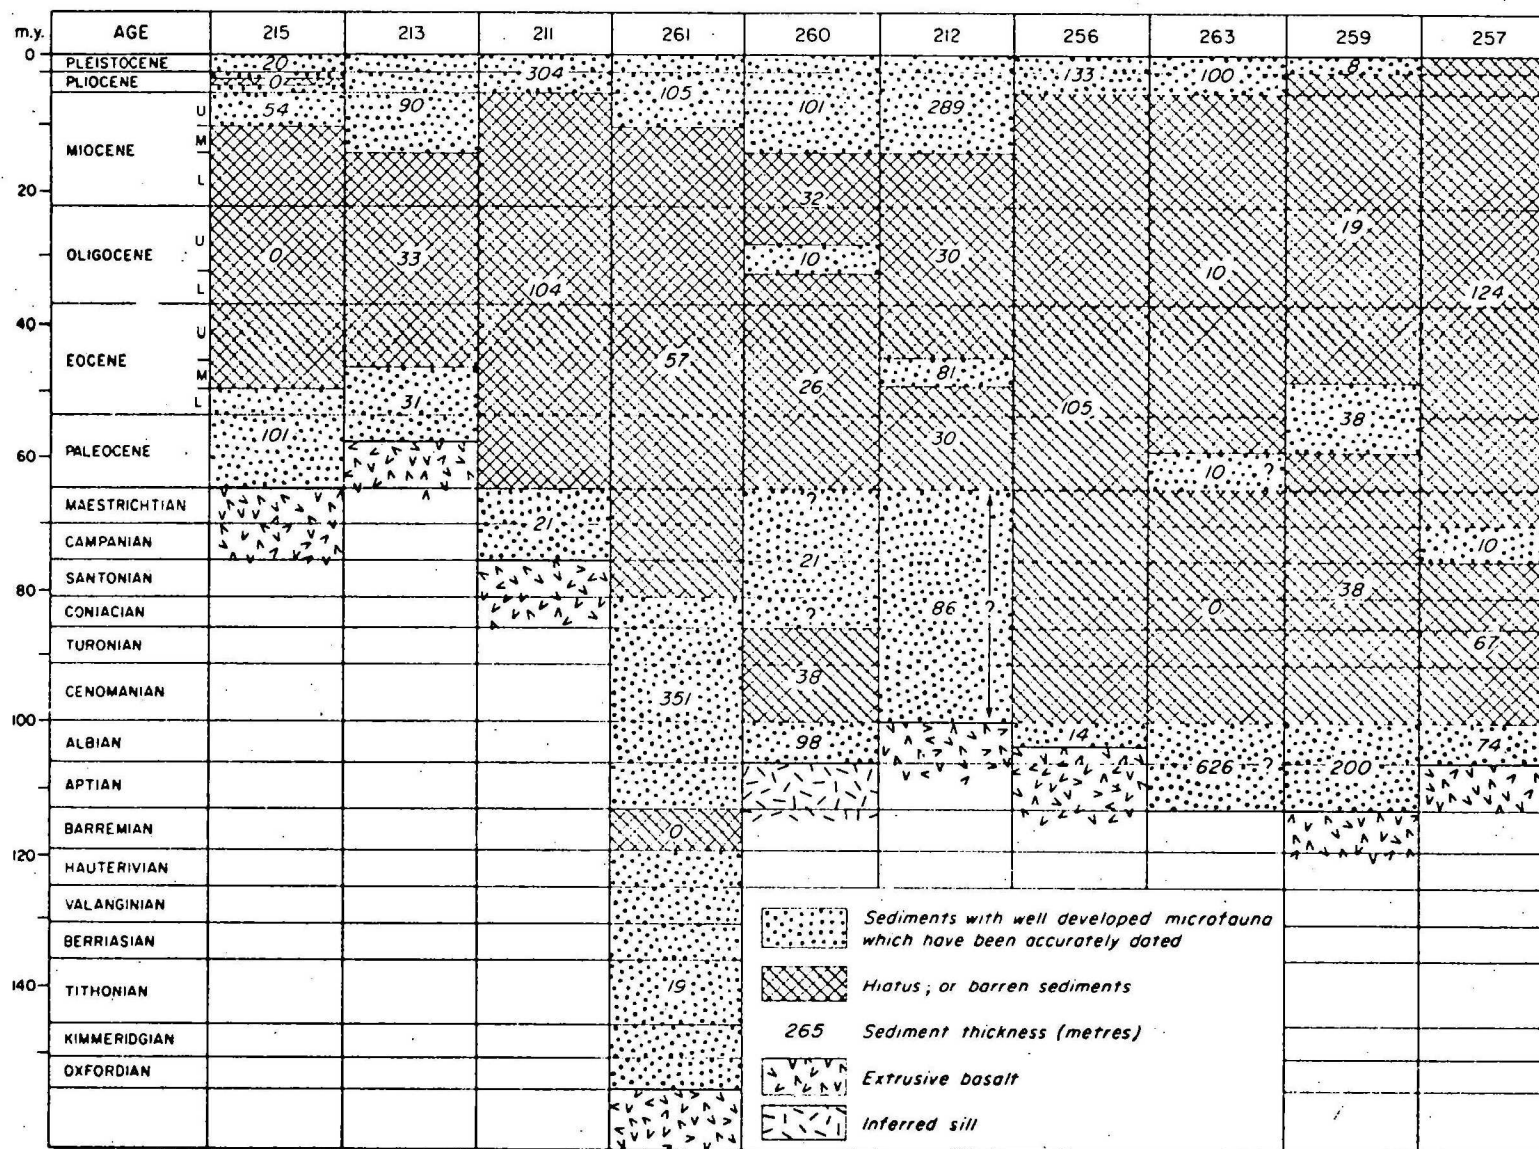 m.y. AGE 215 213 211 261 260 212 256 263 259 257
0
PLEISTOCENE 20 8
PLIOCENE 0 304 133 100
U 54 90 105 101 289
MIOCENE M
20 L 32
U 19
OLIGOCENE 0 33 10 30 10
L 104 124
40 U
EOCENE M 57 26 81
L 31 105 38
PALEOCENE 101 30
60 10 ?
MAESTRICHTIAN ?
CAMPANIAN 21 10
SANTONIAN 21
80 38
CONIACIAN ? 86 ? 0
TURONIAN 67
CENOMANIAN 351 38
100
ALBIAN 98 14 74
APTIAN 626 ? 200
BARREMIAN 0
120
HAUTERIVIAN
VALANGINIAN
BERRIASIAN
140 TITHONIAN 19
KIMMERIDGIAN
OXFORDIAN
Sediments with well developed microfauna
which have been accurately dated
Hiatus; or barren sediments
265 Sediment thickness (metres)
Extrusive basalt
Inferred sill